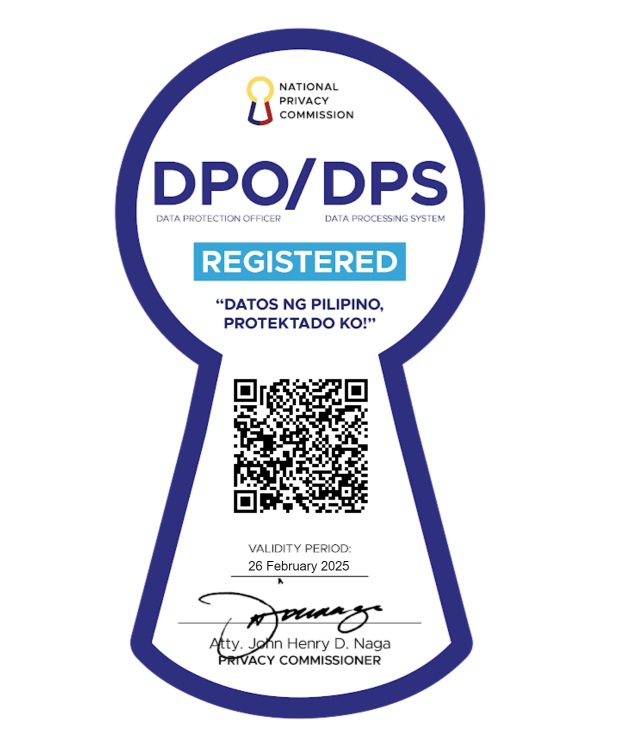 NATIONAL
PRIVACY
COMMISSION
DPO/DPS
DATA PROTECTION OFFICER DATA PROCESSING SYSTEM
REGISTERED
“DATOS NG PILIPINO,
PROTEKTADO KO!”
VALIDITY PERIOD:
26 February 2025
Atty. John Henry D. Naga
PRIVACY COMMISSIONER